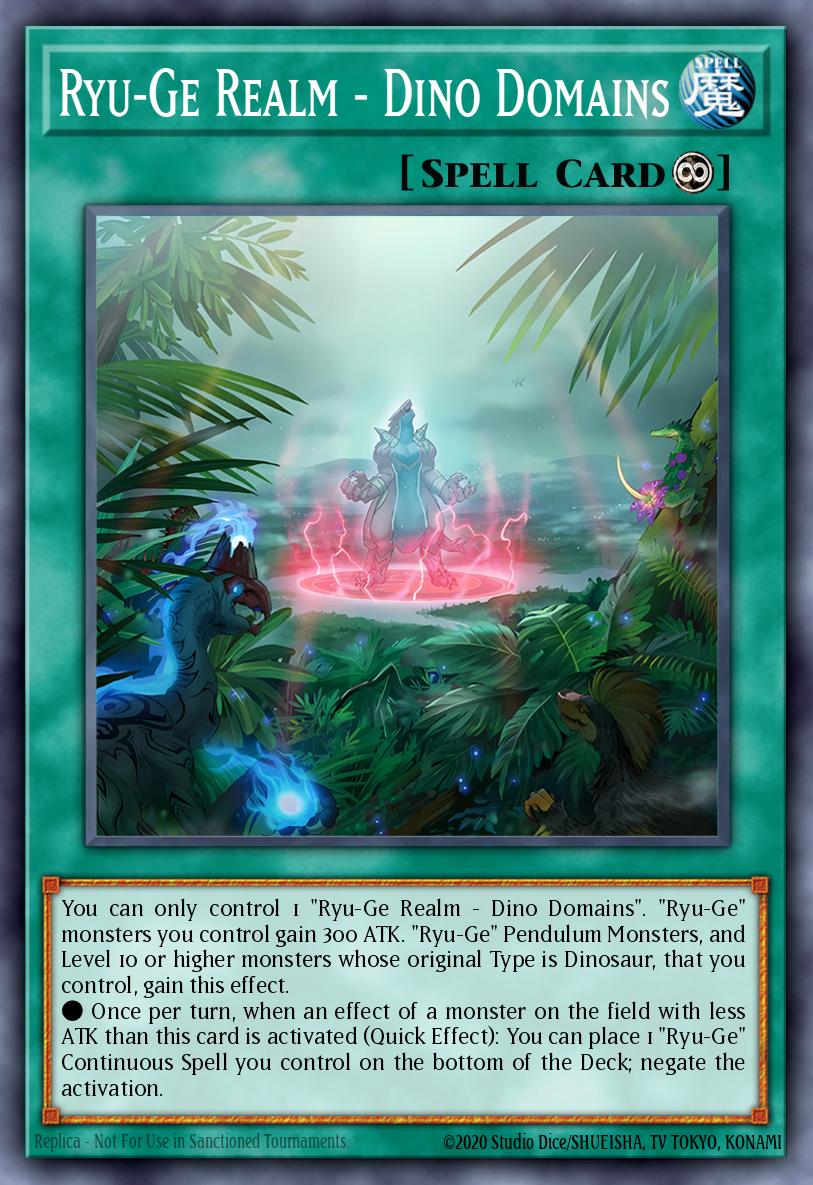 Ryu-Ge Realm - Dino Domains
SPELL
魔
[Spell Card]
You can only control 1 "Ryu-Ge Realm - Dino Domains". "Ryu-Ge"
monsters you control gain 300 ATK. "Ryu-Ge" Pendulum Monsters, and
Level 10 or higher monsters whose original Type is Dinosaur, that you
control, gain this effect.
● Once per turn, when an effect of a monster on the field with less
ATK than this card is activated (Quick Effect): You can place 1 "Ryu-Ge"
Continuous Spell you control on the bottom of the Deck; negate the
activation.
Replica - Not For Use in Sanctioned Tournaments.
©2020 Studio Dice/SHUEISHA, TV TOKYO, KONAMI